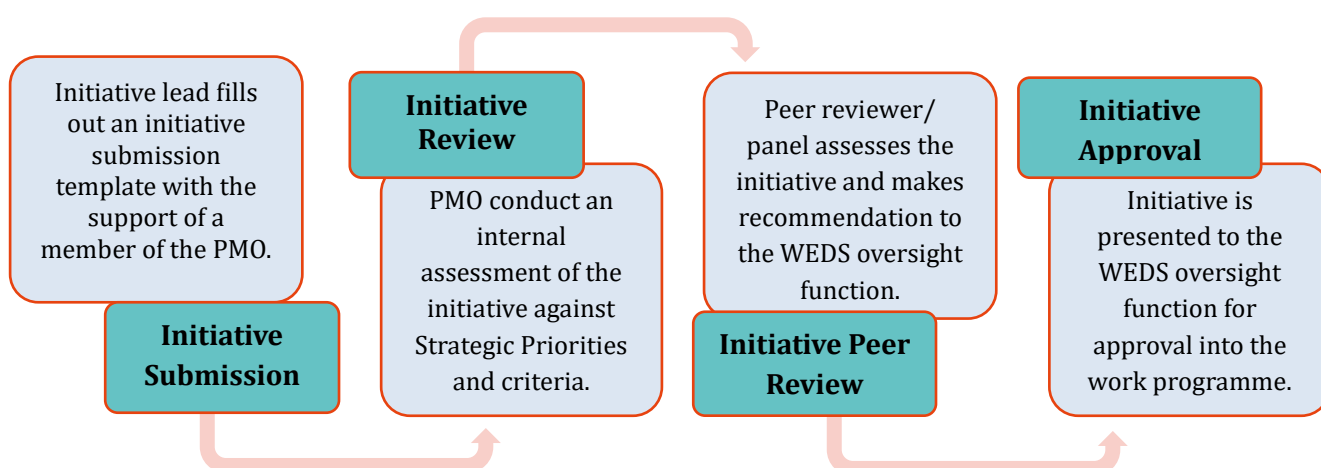 Initiative lead fills
out an initiative
submission
template with the
support of a
member of the PMO.
Initiative
Submission
Initiative
Review
PMO conduct an
internal
assessment of the
initiative against
Strategic Priorities
and criteria.
Peer reviewer/
panel assesses the
initiative and makes
recommendation to
the WEDS oversight
function.
Initiative Peer
Review
Initiative
Approval
Initiative is
presented to the
WEDS oversight
function for
approval into the
work programme.